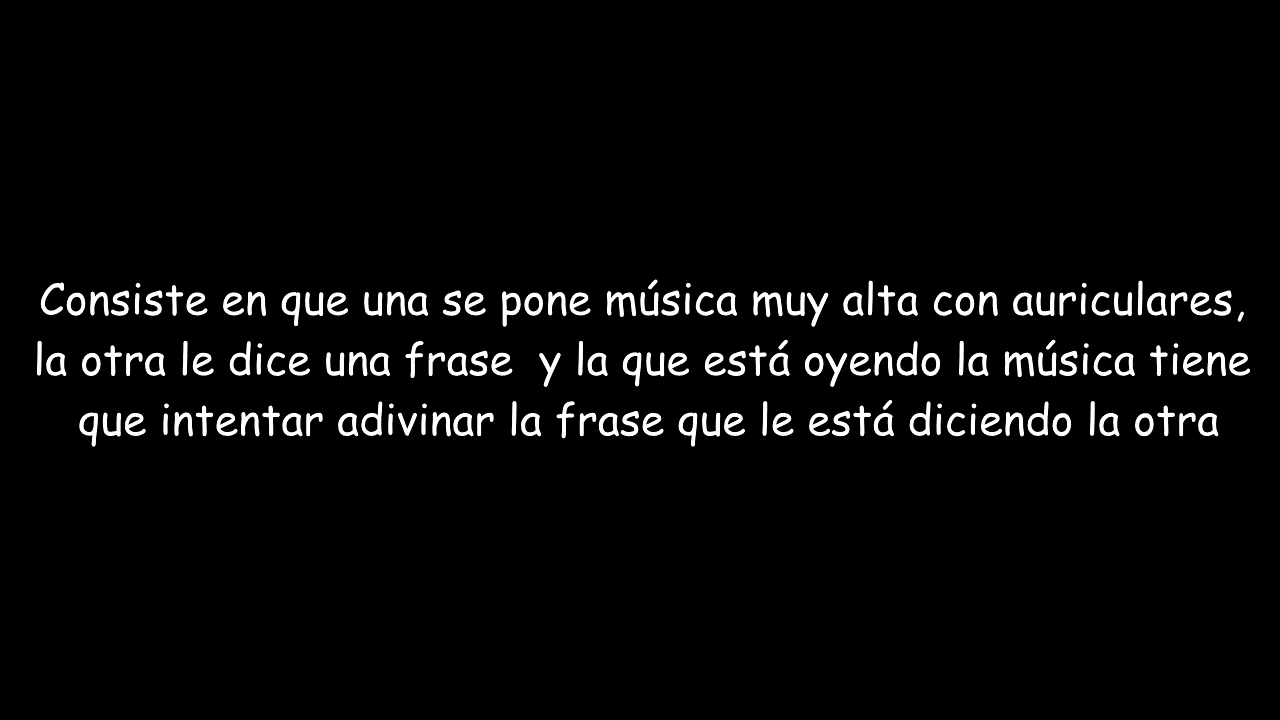 Consiste en que una se pone música muy alta con auriculares,
la otra le dice una frase  y la que está oyendo la música tiene
que intentar adivinar la frase que le está diciendo la otra